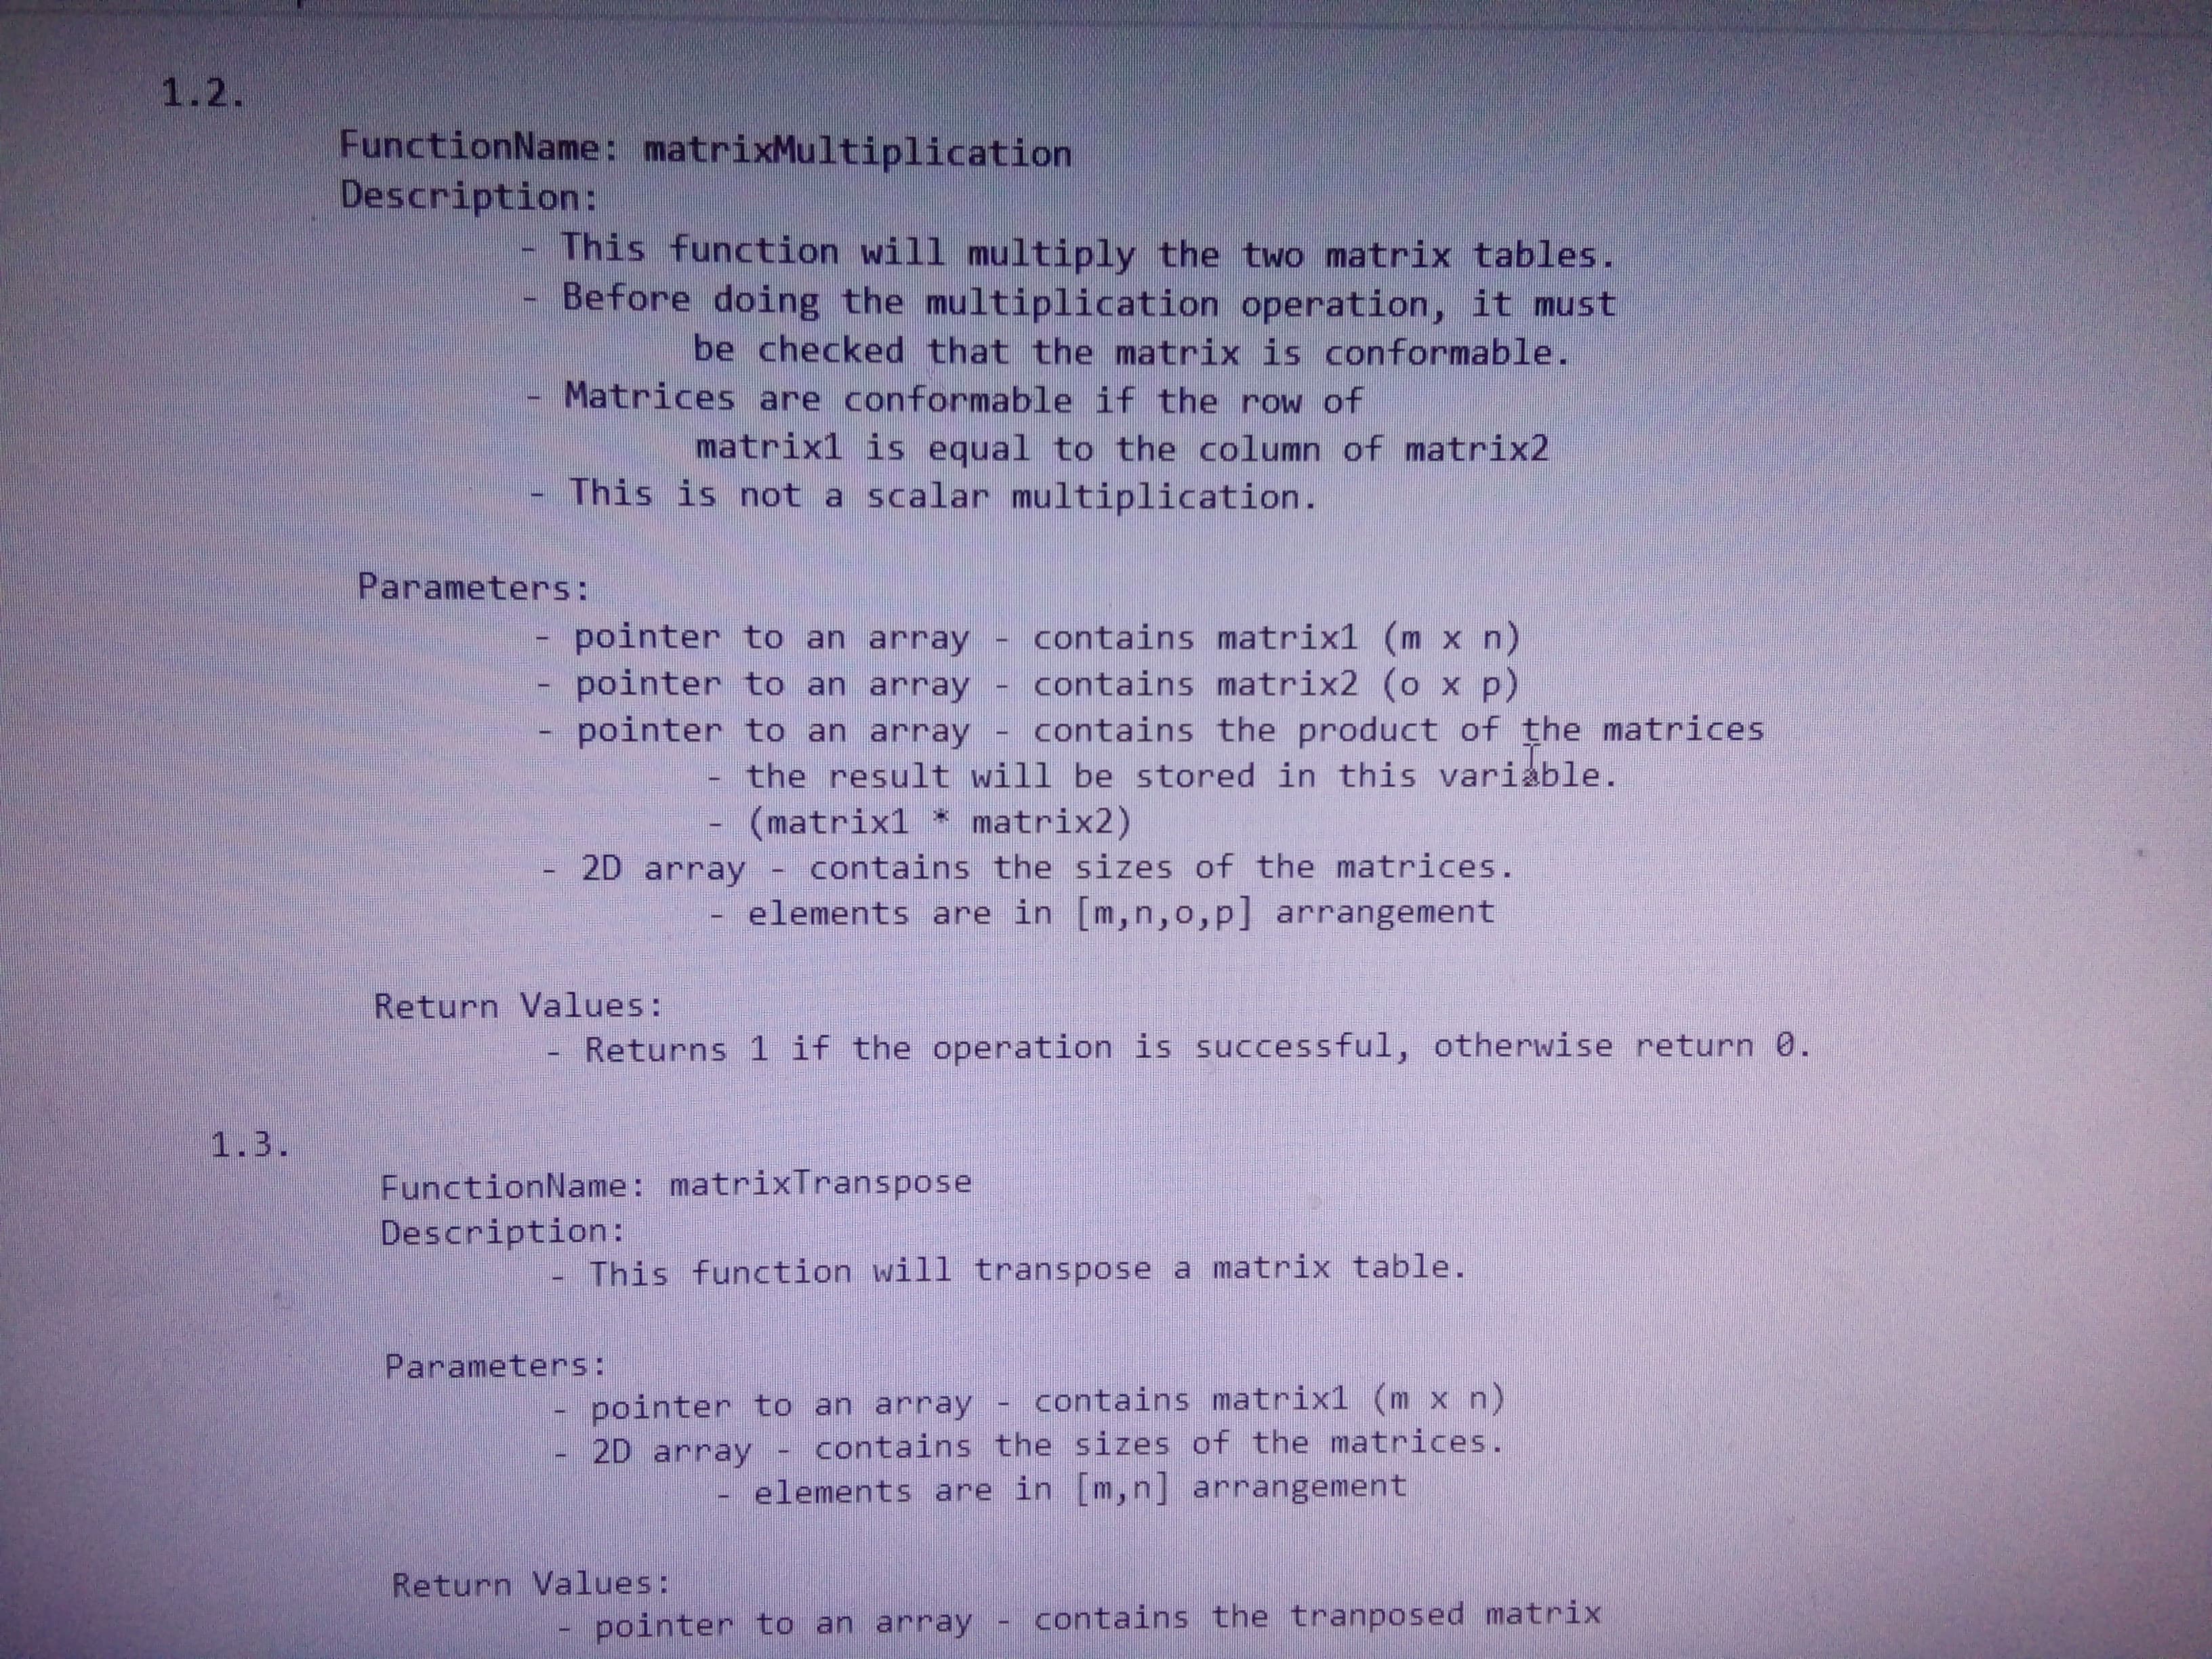 1.2.
FunctionName: matrixMultiplication
Description:
- This function will multiply the two matrix tables.
- Before doing the multiplication operation, it must
be checked that the matrix is conformable.
- Matrices are conformable if the row of
matrix1 is equal to the column of matrix2
- This is not a scalar multiplication.
Parameters:
- pointer to an array - contains matrix1 (m x n)
- pointer to an array - contains matrix2 (o x p)
- pointer to an array - contains the product of the matrices
- the result will be stored in this variable.
- (matrix1 * matrix2)
- 2D array - contains the sizes of the matrices.
- elements are in [m,n,o,p] arrangement
Return Values:
- Returns 1 if the operation is successful, otherwise return 0.
1.3.
FunctionName: matrixTranspose
Description:
- This function will transpose a matrix table.
Parameters:
- pointer to an array - contains matrix1 (m x n)
- 2D array - contains the sizes of the matrices.
- elements are in [m,n] arrangement
Return Values:
- pointer to an array - contains the tranposed matrix